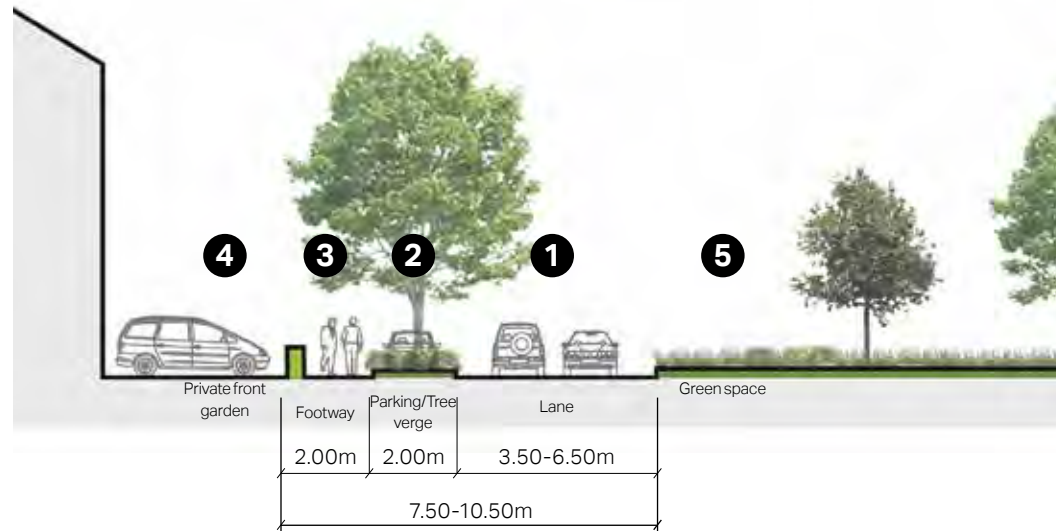 4
3
2
1
5
Private front
garden
Footway
Parking/Tree
verge
Lane
Green space
2.00m
2.00m
3.50-6.50m
7.50-10.50m